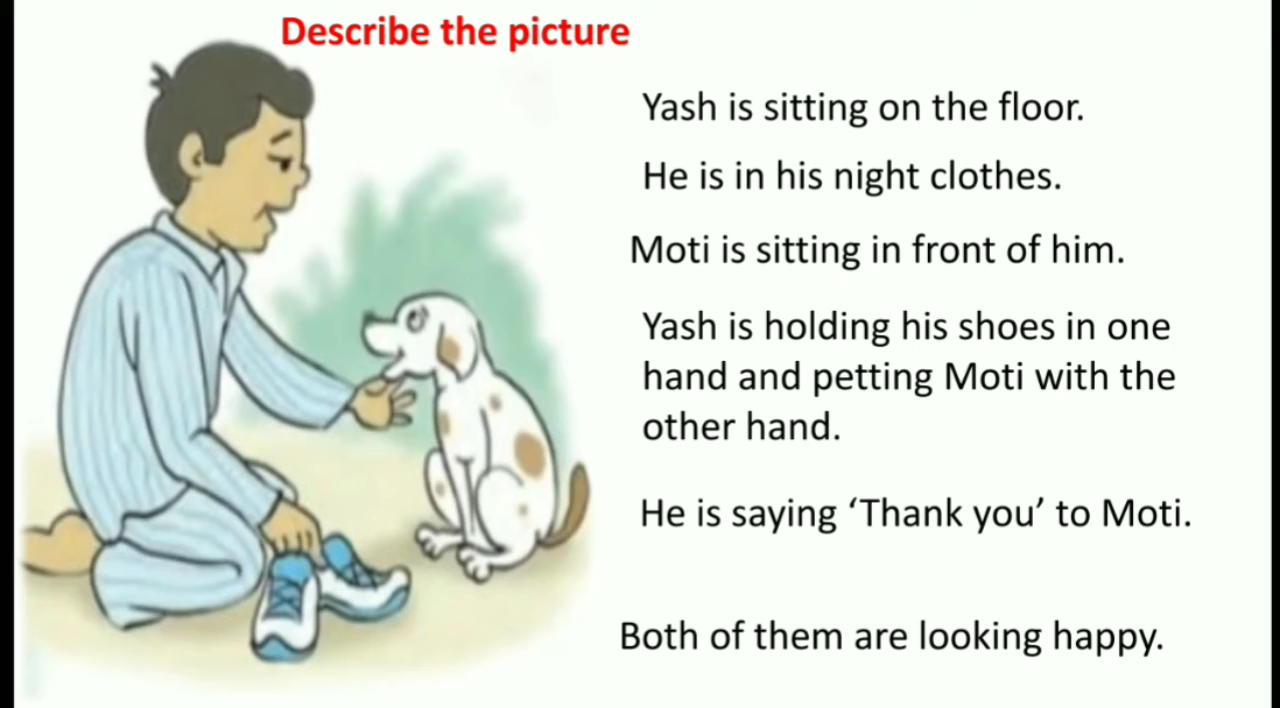 Describe the picture
Yash is sitting on the floor.
He is in his night clothes.
Moti is sitting in front of him.
Yash is holding his shoes in one
hand and petting Moti with the
other hand.
He is saying ‘Thank you’ to Moti.
Both of them are looking happy.